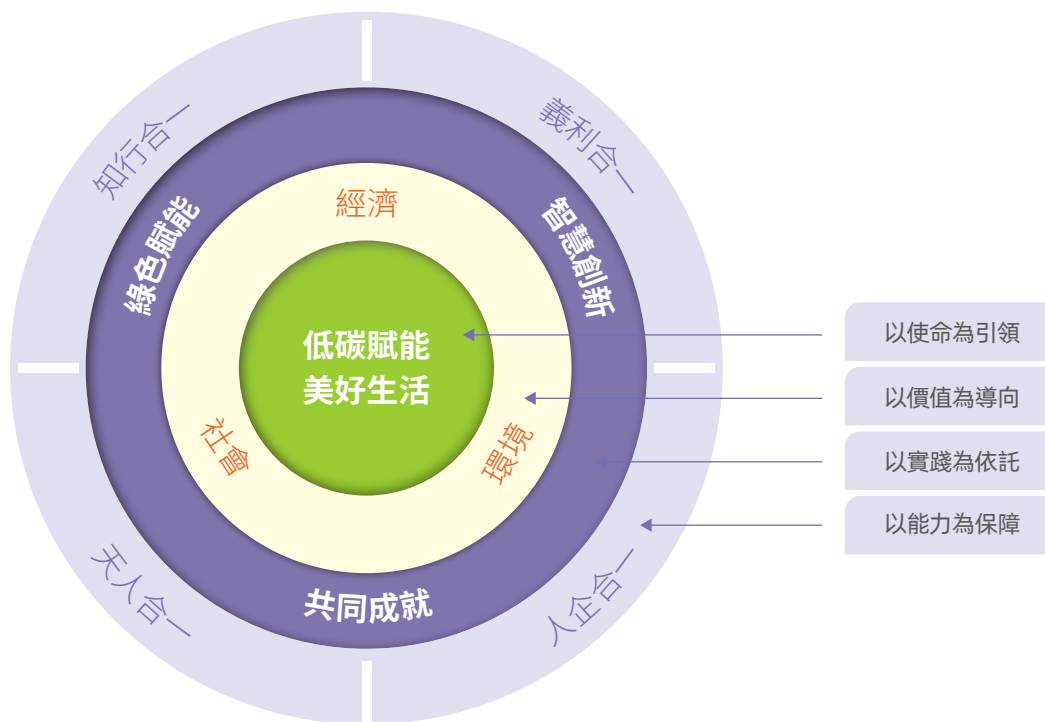 知行合一
義利合一
綠色賦能
智慧創新
經濟
低碳賦能
美好生活
社會
環境
共同成就
天人合一
人企合一
以使命為引領
以價值為導向
以實踐為依託
以能力為保障